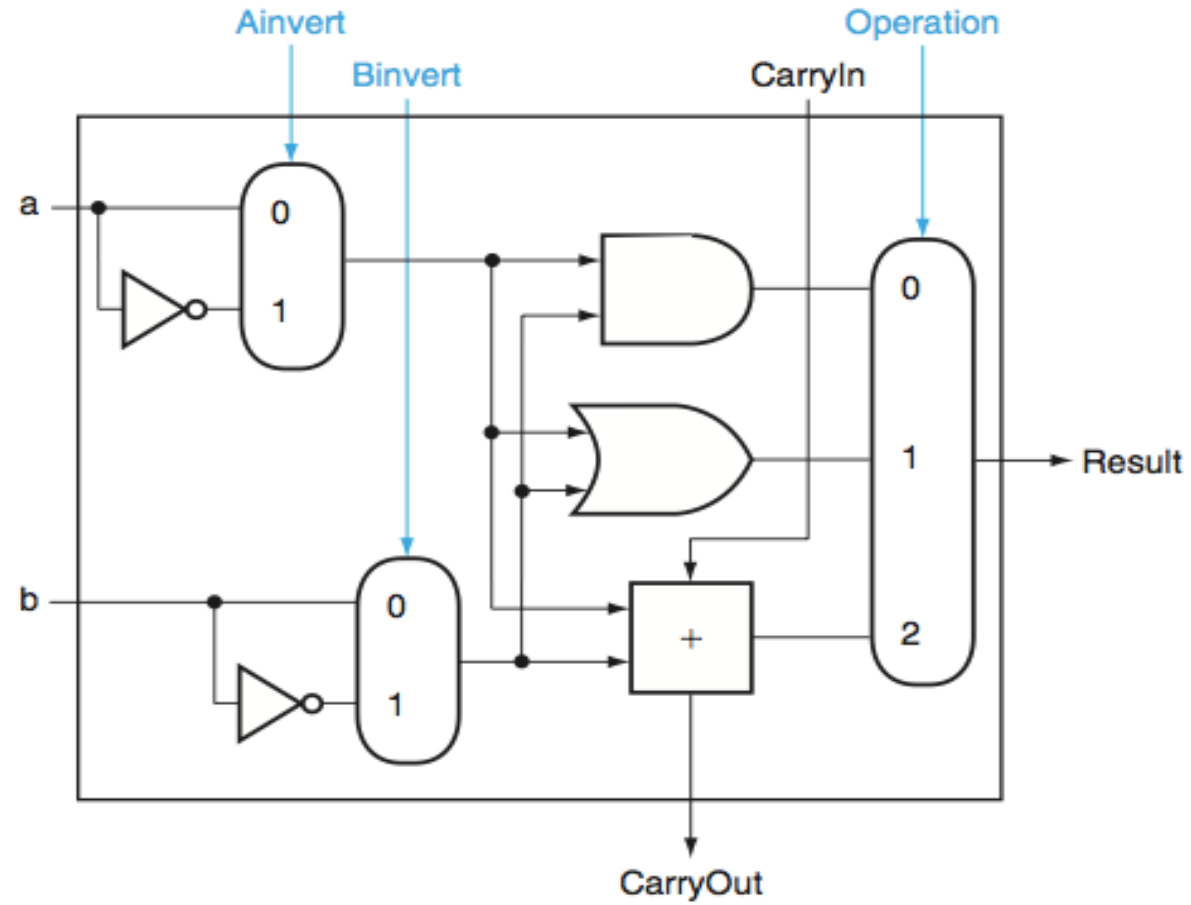 Ainvert
Operation
Binvert
CarryIn
a
0
1
0
1
Result
b
0
1
+
2
CarryOut